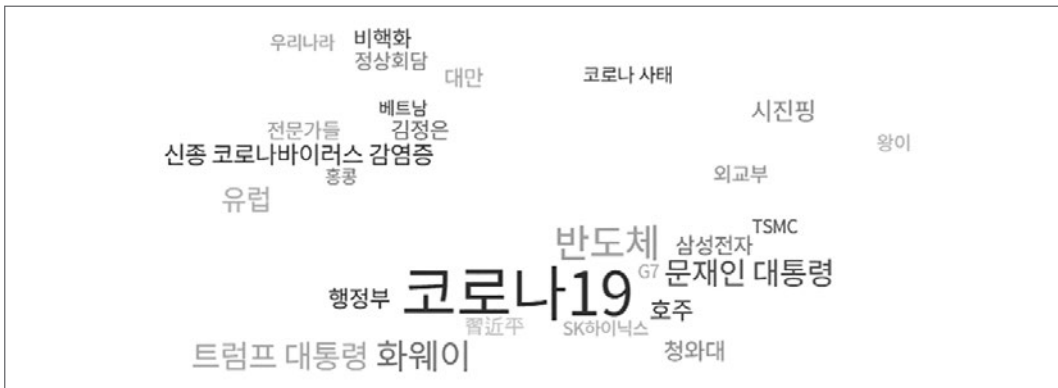 우리나라 비핵화
정상회담
대만
코로나 사태
베트남
시진핑
전문가들 김정은
왕이
신종 코로나바이러스 감염증
홍콩
외교부
유럽
TSMC
반도체 삼성전자
G7 문재인 대통령
행정부 코로나19 호주
習近平 SK하이닉스
트럼프 대통령 화웨이 청와대